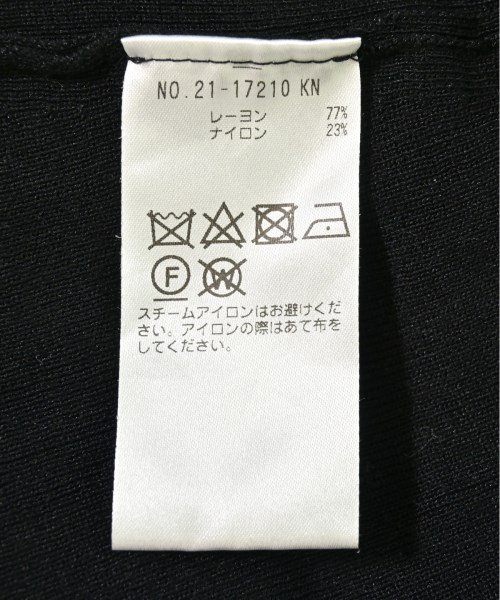 NO.21-17210 KN
レーヨン 77%
ナイロン 23%
F W
スチームアイロンはお避けくだ
さい。アイロンの際はあて布を
してください。